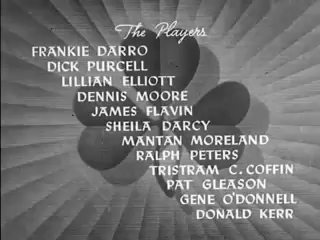 The Players
FRANKIE DARRO
DICK PURCELL
LILLIAN ELLIOTT
DENNIS MOORE
JAMES FLAVIN
SHEILA DARCY
MANTAN MORELAND
RALPH PETERS
TRISTRAM C. COFFIN
PAT GLEASON
GENE O'DONNELL
DONALD KERR